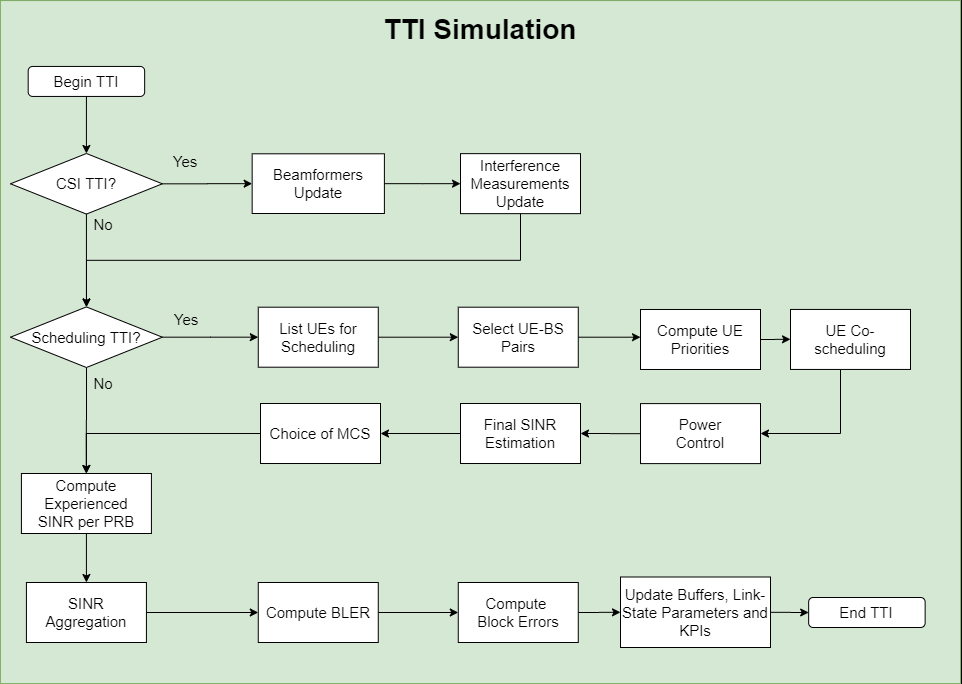 TTI Simulation
Begin TTI
CSI TTI?
Yes
No
Beamformers
Update
Interference
Measurements
Update
Scheduling TTI?
Yes
No
List UEs for
Scheduling
Select UE-BS
Pairs
Compute UE
Priorities
UE Co-
scheduling
Power
Control
Final SINR
Estimation
Choice of MCS
Compute
Experienced
SINR per PRB
SINR
Aggregation
Compute BLER
Compute
Block Errors
Update Buffers, Link-
State Parameters and
KPIs
End TTI